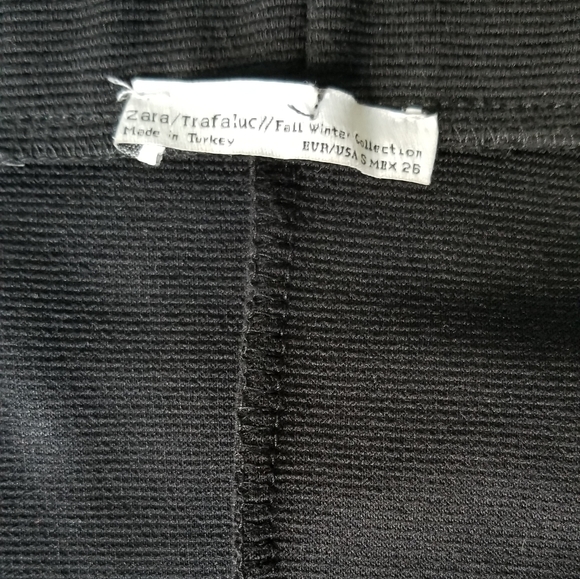 Zara/Trafaluc//Fall Winter Collection
Made in Turkey
EUR/USA S MEX 26